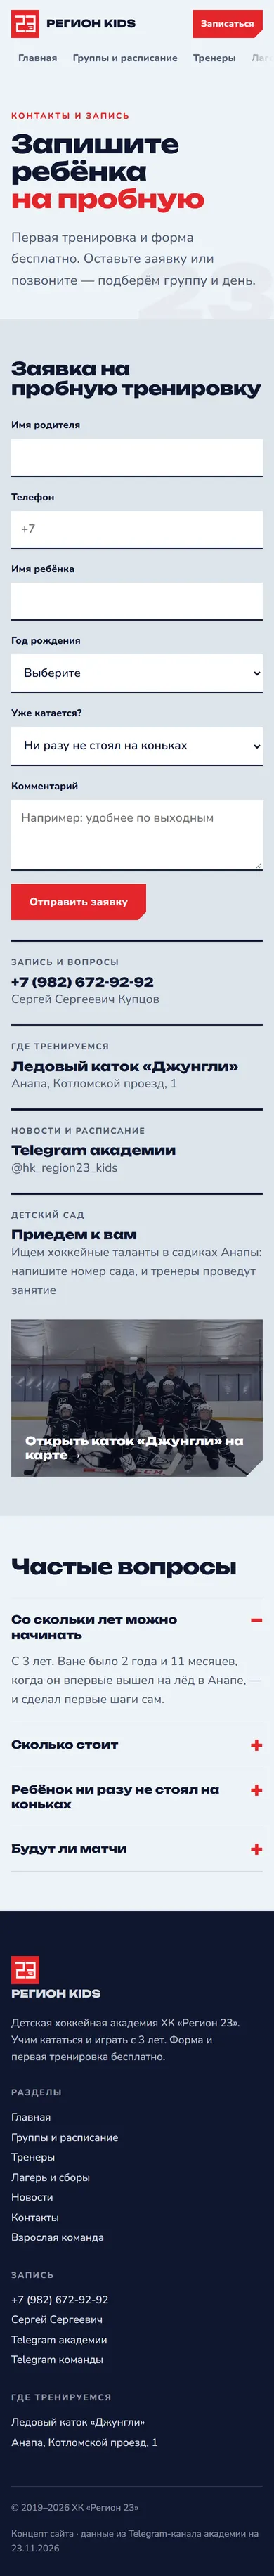 23 РЕГИОН KIDS
Записаться
Главная Группы и расписание Тренеры Лаге
КОНТАКТЫ И ЗАПИСЬ
Запишите
ребёнка
на пробную
Первая тренировка и форма
бесплатно. Оставьте заявку или
позвоните — подберём группу и день.
23
Заявка на
пробную тренировку
Имя родителя
Телефон
+7
Имя ребёнка
Год рождения
Выберите
Уже катается?
Ни разу не стоял на коньках
Комментарий
Например: удобнее по выходным
Отправить заявку
ЗАПИСЬ И ВОПРОСЫ
+7 (982) 672-92-92
Сергей Сергеевич Купцов
ГДЕ ТРЕНИРУЕМСЯ
Ледовый каток «Джунгли»
Анапа, Котломской проезд, 1
НОВОСТИ И РАСПИСАНИЕ
Telegram академии
@hk_region23_kids
ДЕТСКИЙ САД
Приедем к вам
Ищем хоккейные таланты в садиках Анапы:
напишите номер сада, и тренеры проведут
занятие
Открыть каток «Джунгли» на
карте →
Частые вопросы
Со скольки лет можно
начинать
С 3 лет. Ване было 2 года и 11 месяцев,
когда он впервые вышел на лёд в Анапе, —
и сделал первые шаги сам.
Сколько стоит
Ребёнок ни разу не стоял на
коньках
Будут ли матчи
23
РЕГИОН KIDS
Детская хоккейная академия ХК «Регион 23».
Учим кататься и играть с 3 лет. Форма и
первая тренировка бесплатно.
РАЗДЕЛЫ
Главная
Группы и расписание
Тренеры
Лагерь и сборы
Новости
Контакты
Взрослая команда
ЗАПИСЬ
+7 (982) 672-92-92
Сергей Сергеевич
Telegram академии
Telegram команды
ГДЕ ТРЕНИРУЕМСЯ
Ледовый каток «Джунгли»
Анапа, Котломской проезд, 1
© 2019–2026 ХК «Регион 23»
Концепт сайта · данные из Telegram-канала академии на
23.11.2026